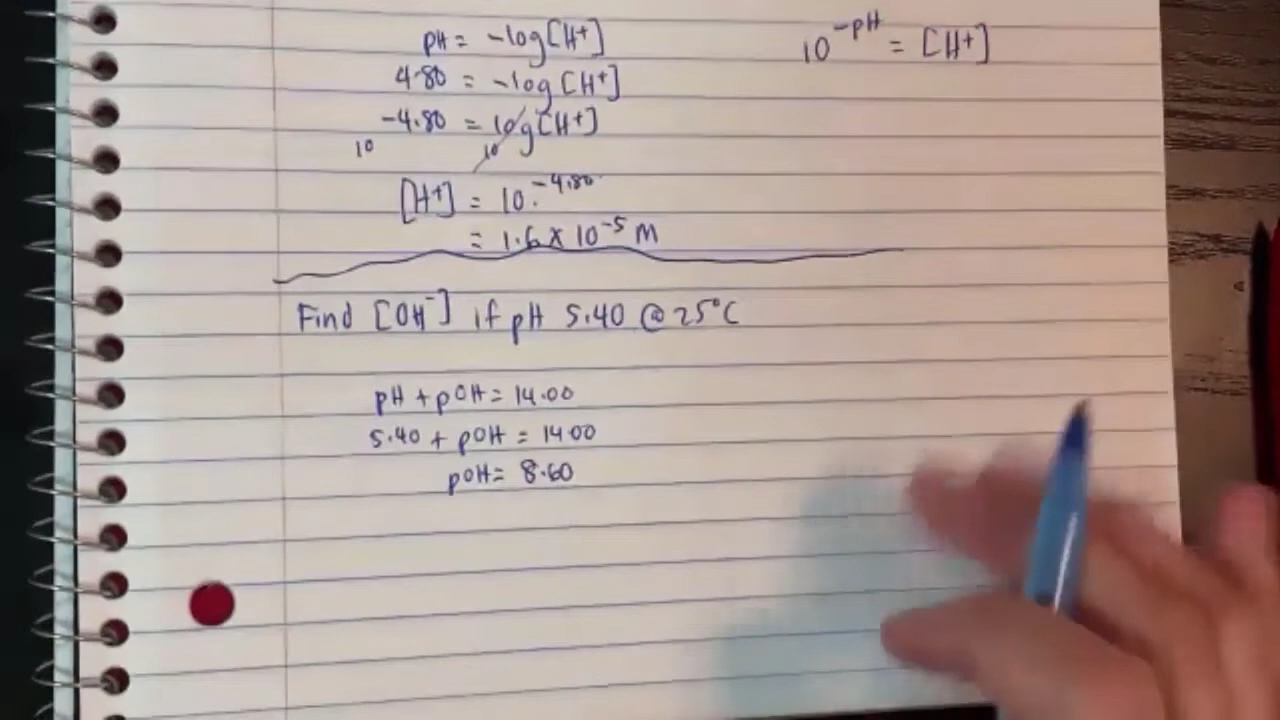 pH = -log[H+]
10^-pH = [H+]
4.80 = -log[H+]
10^-4.80 = 10^log[H+]
[H+] = 10^-4.80
= 1.6 x 10^-5 M
Find [OH^-] if pH 5.40 @ 25°C
pH + pOH = 14.00
5.40 + pOH = 14.00
pOH = 8.60